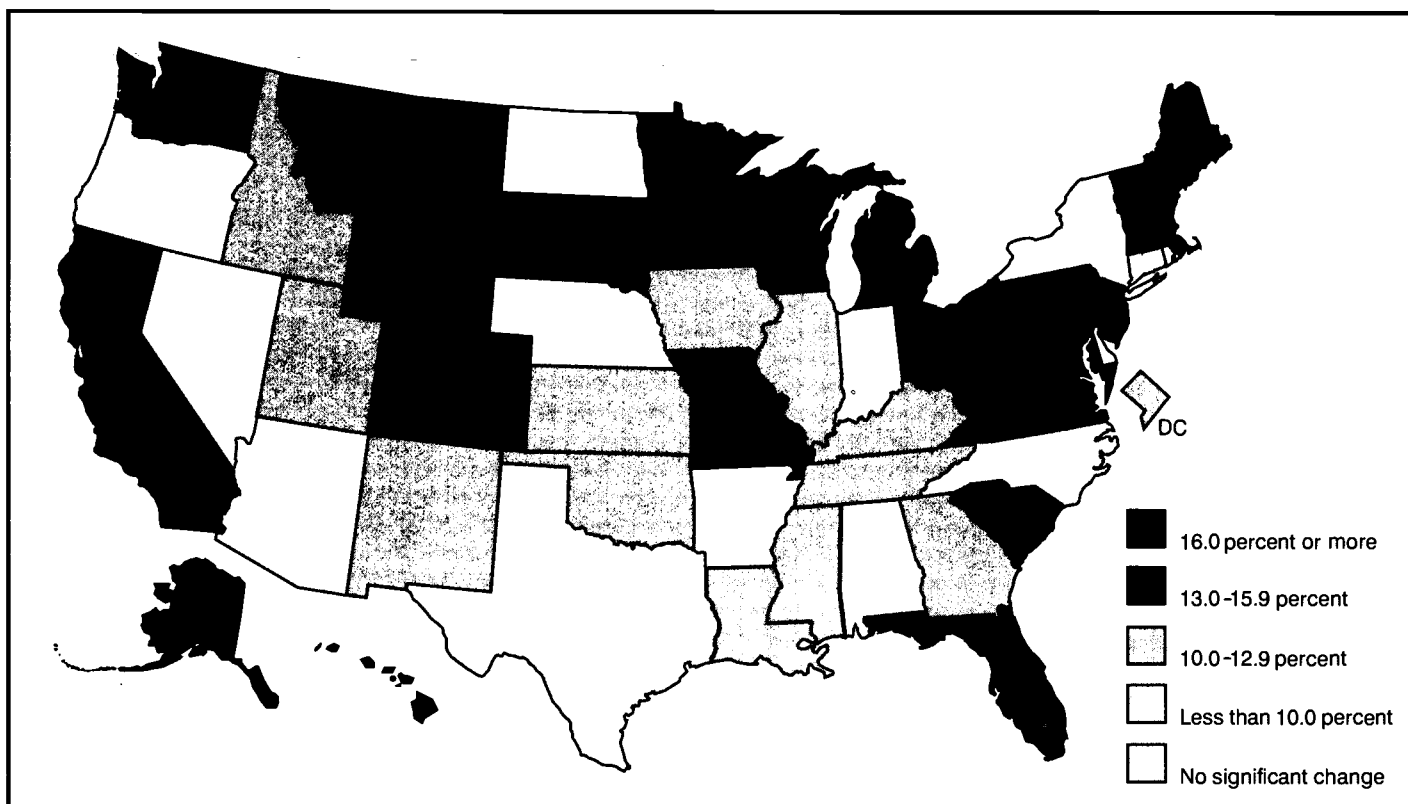 DC
16.0 percent or more
13.0-15.9 percent
10.0-12.9 percent
Less than 10.0 percent
No significant change